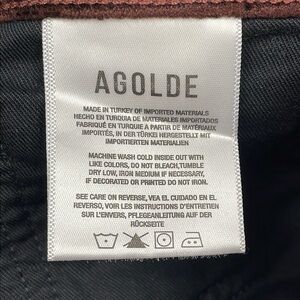 AGOLDE
MADE IN TURKEY OF IMPORTED MATERIALS
HECHO EN TURQUIA DE MATERIALES IMPORTADOS
FABRIQUÉ EN TURQUIE A PARTIR DE MATÉRIAUX
IMPORTÉS, IN DER TÜRKEI HERGESTELLT MIT
IMPORTIERTEN MATERIALIEN
MACHINE WASH COLD INSIDE OUT WITH
LIKE COLORS, DO NOT BLEACH,TUMBLE
DRY LOW, IRON MEDIUM IF NECESSARY,
IF DECORATED OR PRINTED DO NOT IRON.
SEE CARE ON REVERSE, VEA EL CUIDADO EN EL
REVERSO, VOIR LES INSTRUCTIONS D'ENTRETIEN
SUR L'ENVERS, PFLEGEANLEITUNG AUF DER
RÜCKSEITE